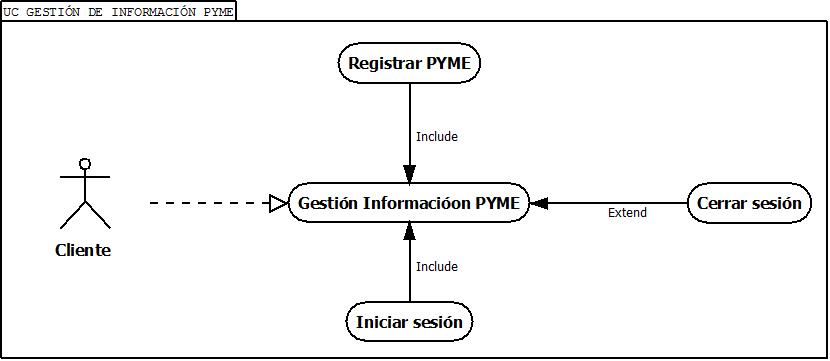 UC GESTIÓN DE INFORMACIÓN PYME
Registrar PYME
Include
Gestión Informacióon PYME
Extend
Cerrar sesión
Cliente
Include
Iniciar sesión